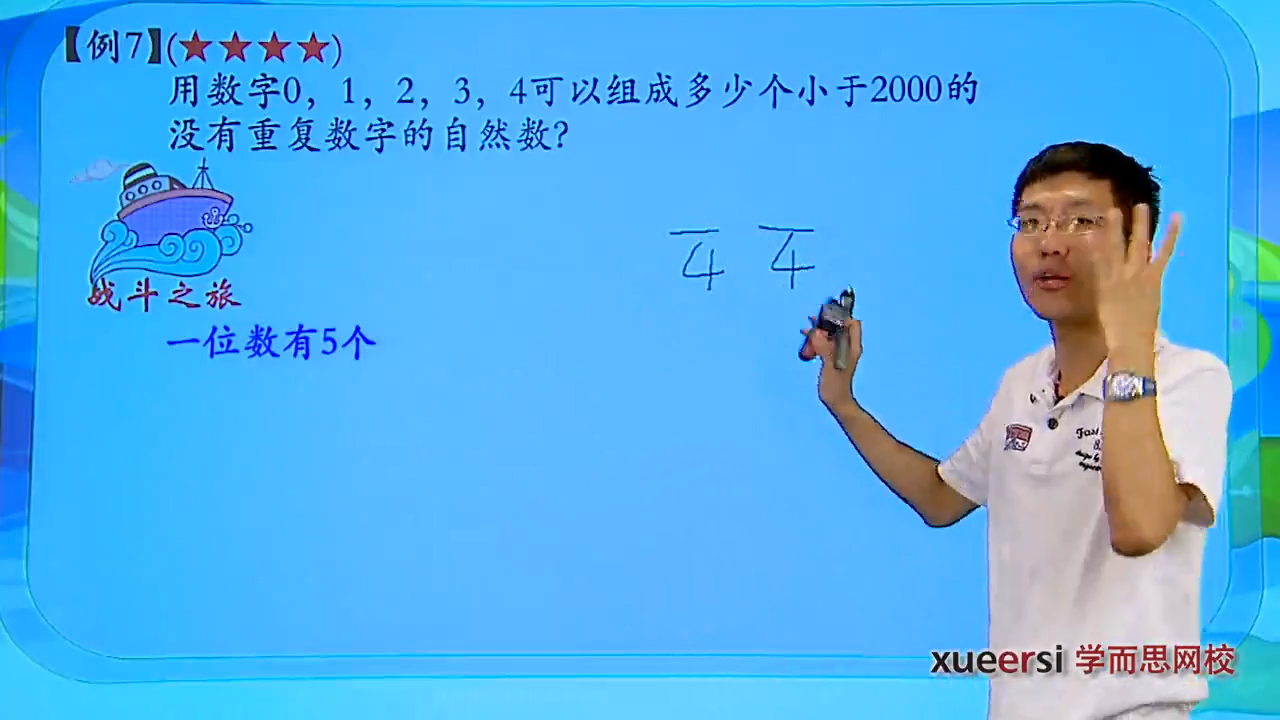 【例7】(★★★★)
用数字0，1，2，3，4可以组成多少个小于2000的
没有重复数字的自然数？
战斗之旅
一位数有5个
4 4
xueersi 学而思网校